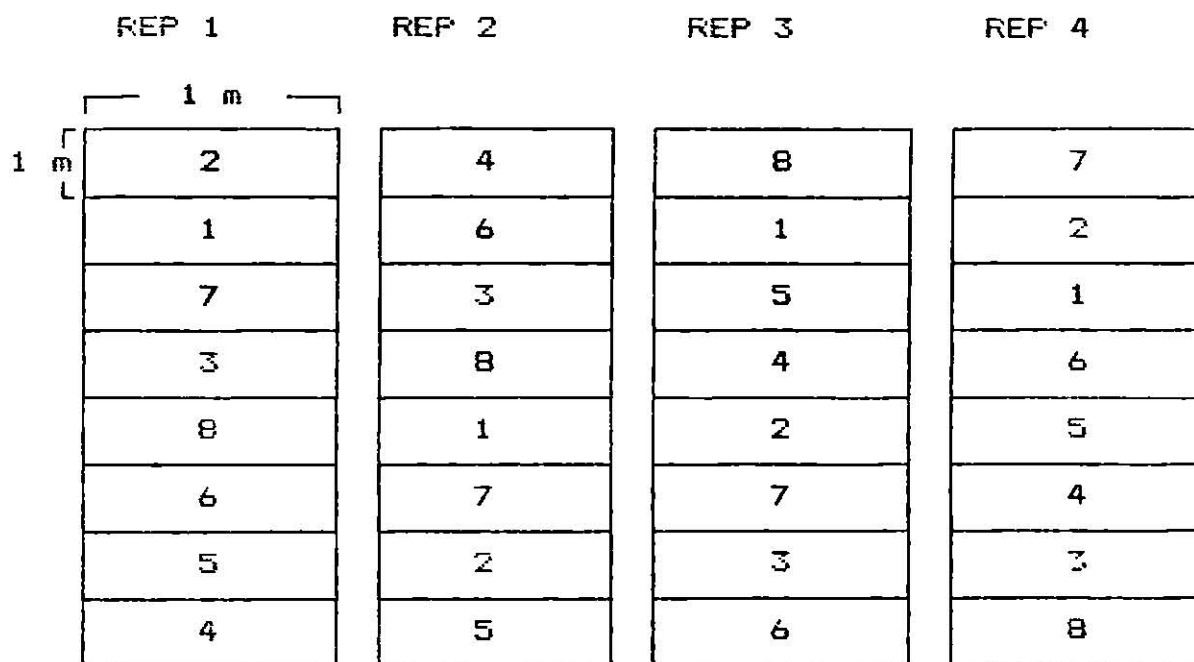 REP 1 REP 2 REP 3 REP 4
1 m
1 m 2 4 8 7
1 6 1 2
7 3 5 1
3 8 4 6
8 1 2 5
6 7 7 4
5 2 3 3
4 5 6 8